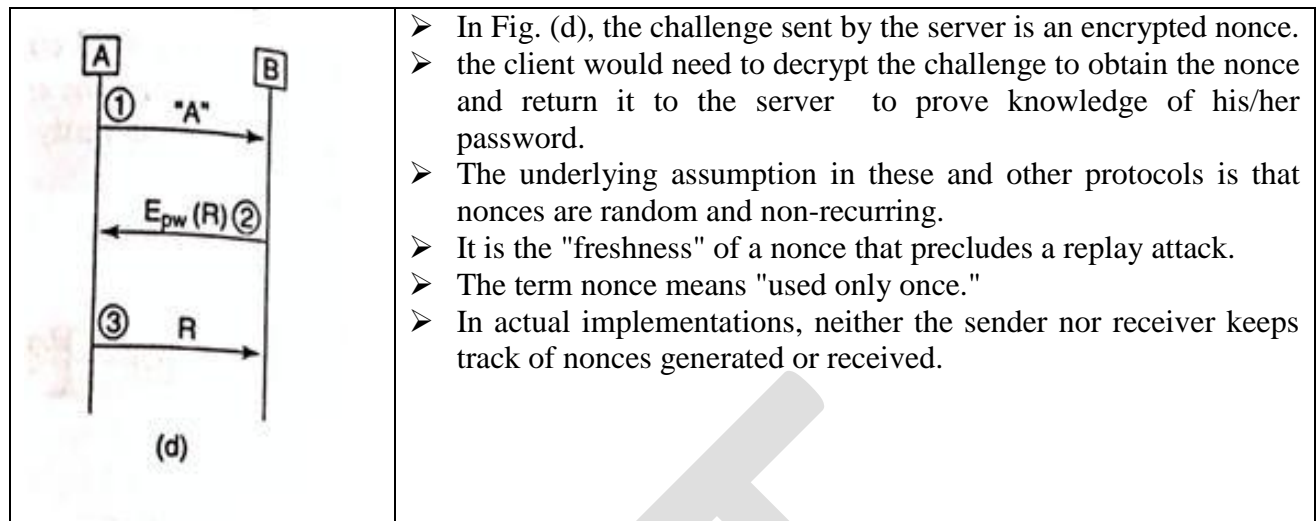 A
B
① "A"
E_pw (R) ②
③ R
(d)
➢ In Fig. (d), the challenge sent by the server is an encrypted nonce.
➢ the client would need to decrypt the challenge to obtain the nonce
and return it to the server to prove knowledge of his/her
password.
➢ The underlying assumption in these and other protocols is that
nonces are random and non-recurring.
➢ It is the "freshness" of a nonce that precludes a replay attack.
➢ The term nonce means "used only once."
➢ In actual implementations, neither the sender nor receiver keeps
track of nonces generated or received.